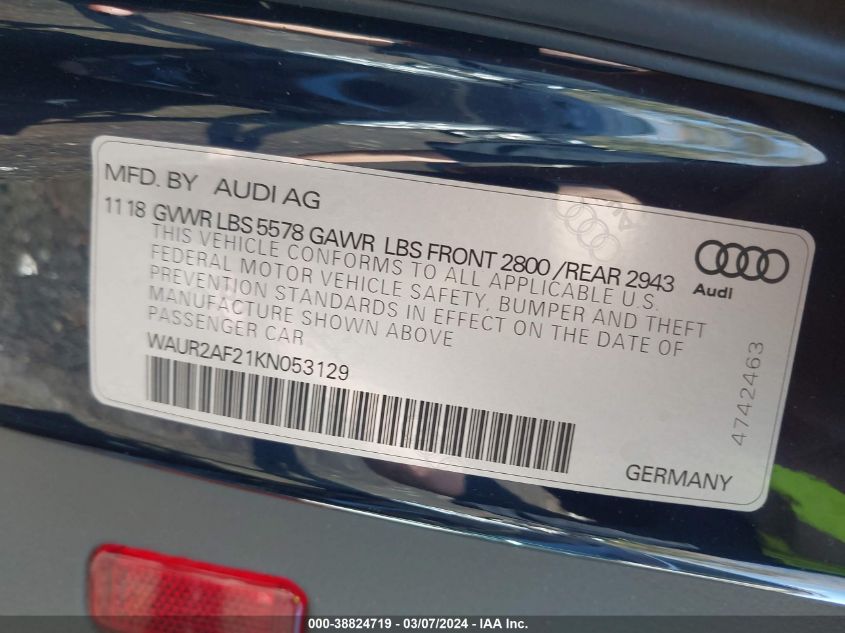 MFD. BY AUDI AG
11 18 GVWR LBS 5578 GAWR LBS FRONT 2800 /REAR 2943
THIS VEHICLE CONFORMS TO ALL APPLICABLE U.S.
FEDERAL MOTOR VEHICLE SAFETY, BUMPER AND THEFT
PREVENTION STANDARDS IN EFFECT ON THE DATE OF
MANUFACTURE SHOWN ABOVE
PASSENGER CAR
WAUR2AF21KN053129
Audi
4742463
GERMANY
000-38824719 - 03/07/2024 - IAA Inc.